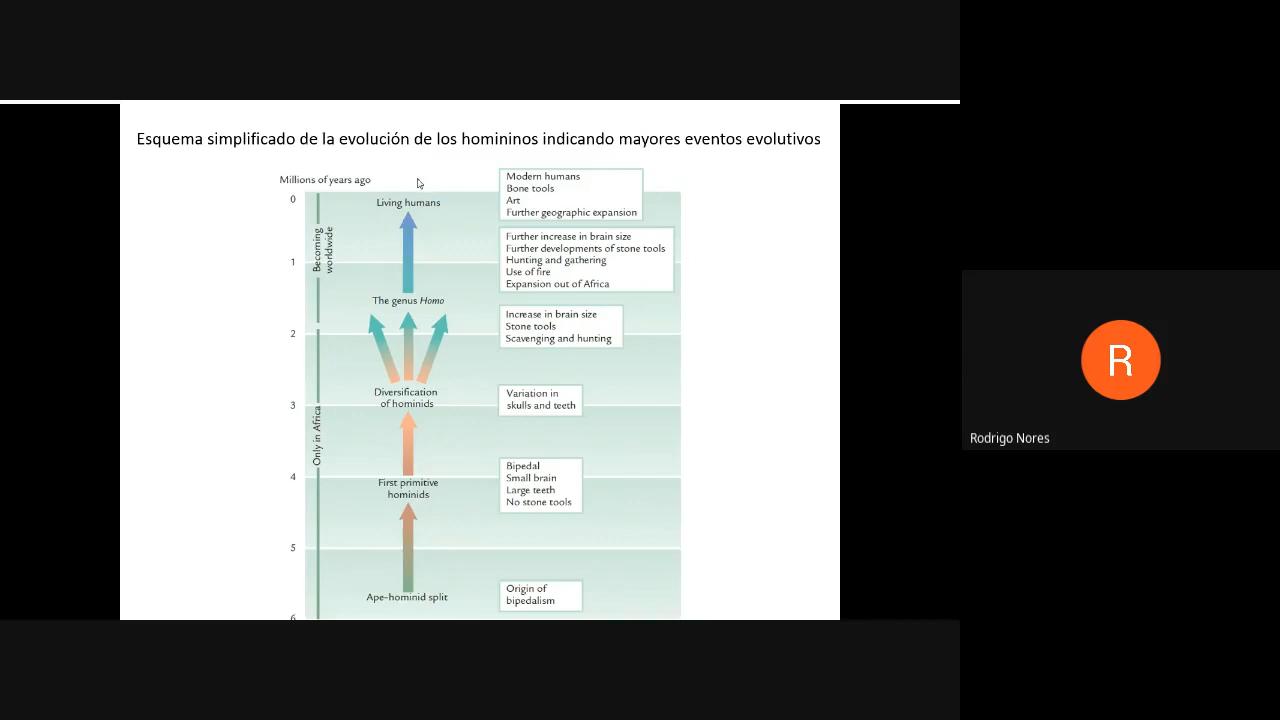 Esquema simplificado de la evolución de los homininos indicando mayores eventos evolutivos
Millions of years ago
0
1
2
3
4
5
6
Becoming
worldwide
Only in Africa
Living humans
The genus Homo
Diversification
of hominids
First primitive
hominids
Ape-hominid split
Modern humans
Bone tools
Art
Further geographic expansion
Further increase in brain size
Further developments of stone tools
Hunting and gathering
Use of fire
Expansion out of Africa
Increase in brain size
Stone tools
Scavenging and hunting
Variation in
skulls and teeth
Bipedal
Small brain
Large teeth
No stone tools
Origin of
bipedalism
R
Rodrigo Nores